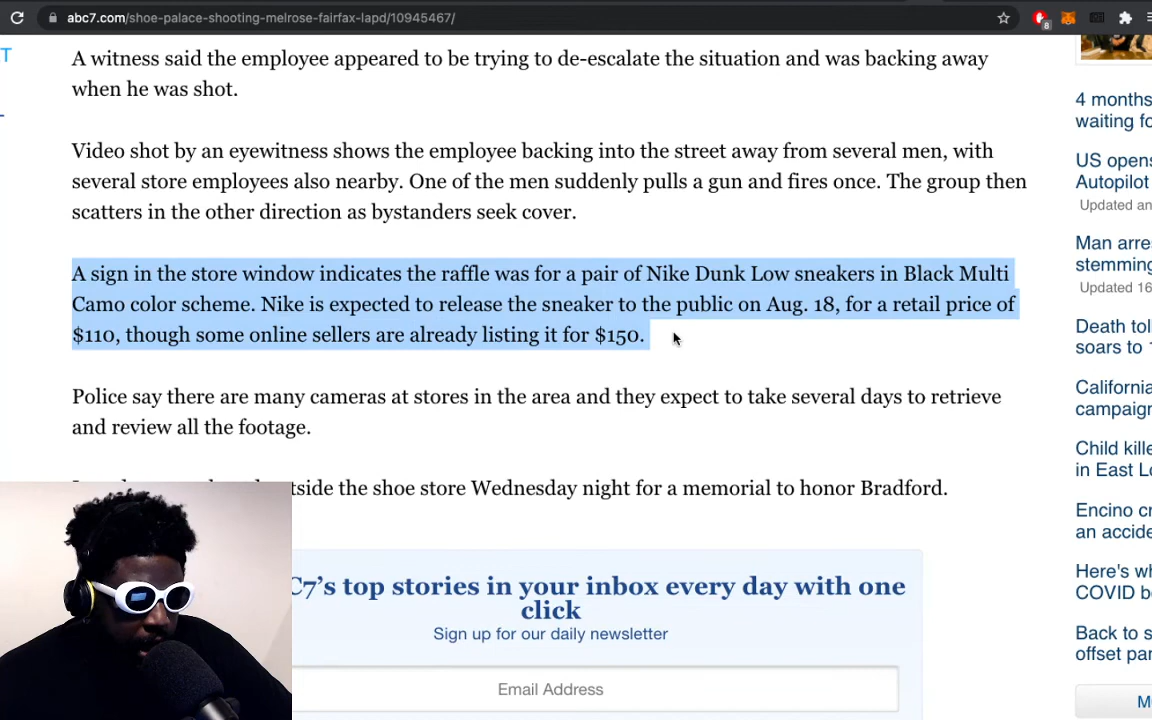 abc7.com/shoe-palace-shooting-melrose-fairfax-lapd/10945467/
8
A witness said the employee appeared to be trying to de-escalate the situation and was backing away
when he was shot.
Video shot by an eyewitness shows the employee backing into the street away from several men, with
several store employees also nearby. One of the men suddenly pulls a gun and fires once. The group then
scatters in the other direction as bystanders seek cover.
A sign in the store window indicates the raffle was for a pair of Nike Dunk Low sneakers in Black Multi
Camo color scheme. Nike is expected to release the sneaker to the public on Aug. 18, for a retail price of
$110, though some online sellers are already listing it for $150.
Police say there are many cameras at stores in the area and they expect to take several days to retrieve
and review all the footage.
tside the shoe store Wednesday night for a memorial to honor Bradford.
C7's top stories in your inbox every day with one
click
Sign up for our daily newsletter
Email Address
4 months
waiting fo
US opens
Autopilot
Updated an
Man arre
stemming
Updated 16
Death tol
soars to 1
California
campaign
Child kille
in East Lo
Encino cr
an accide
Here's wh
COVID bo
Back to s
offset par